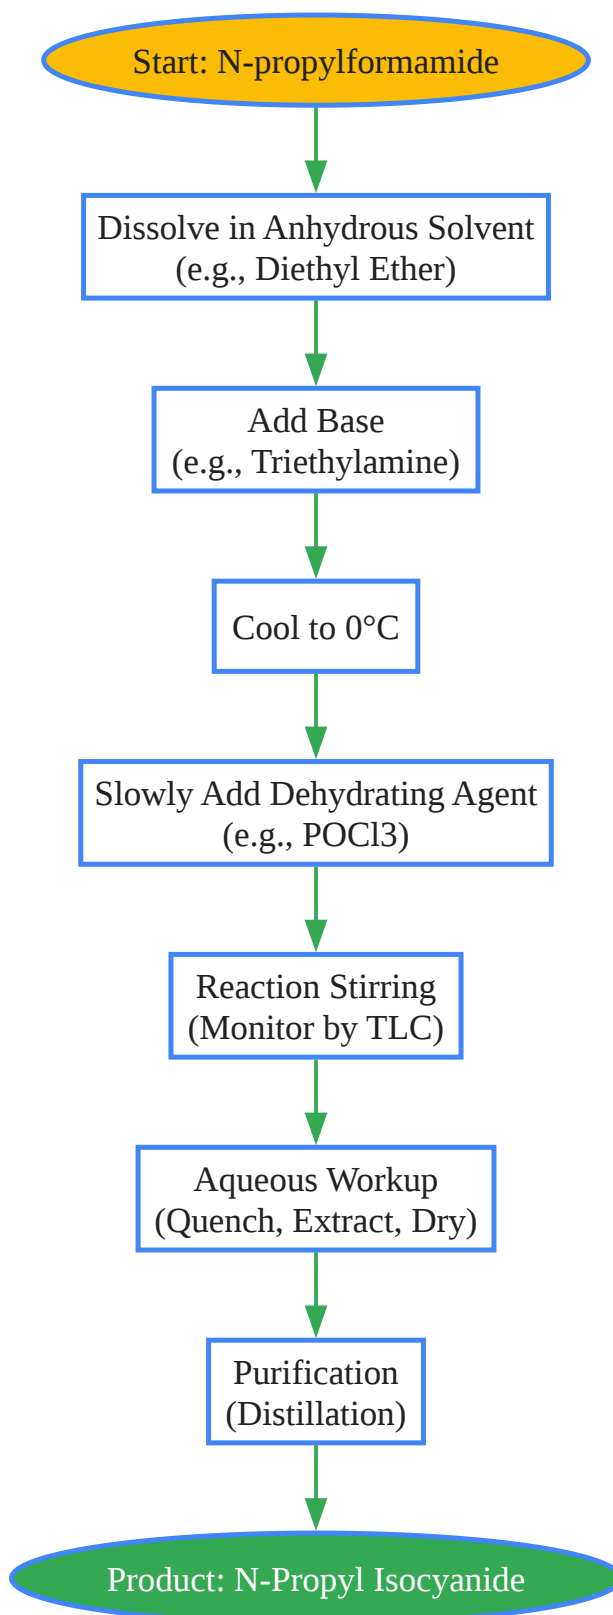 Start: N-propylformamide
Dissolve in Anhydrous Solvent
(e.g., Diethyl Ether)
Add Base
(e.g., Triethylamine)
Cool to 0°C
Slowly Add Dehydrating Agent
(e.g., POCl3)
Reaction Stirring
(Monitor by TLC)
Aqueous Workup
(Quench, Extract, Dry)
Purification
(Distillation)
Product: N-Propyl Isocyanide